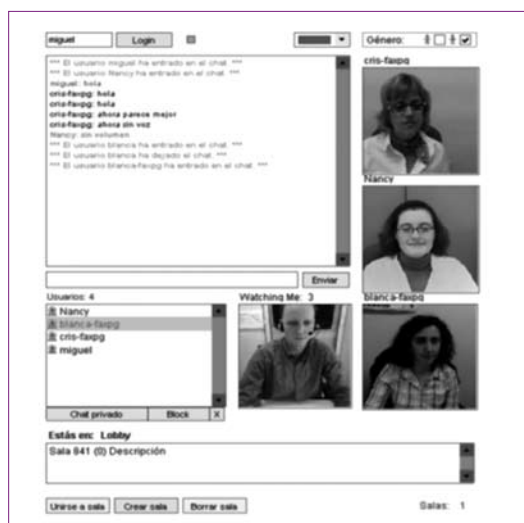 miguel Login Género:
*** El usuario miguel ha entrado en el chat. ***
*** El usuario Nancy ha entrado en el chat. ***
miguel: hola
cris-faxpg: hola
cris-faxpg: hola
cris-faxpg: ahora parece mejor
cris-faxpg: ahora sin voz
Nancy: sin volumen
*** El usuario blanca ha entrado en el chat. ***
*** El usuario blanca ha dejado el chat. ***
*** El usuario blanca-faxpg ha entrado en el chat. ***
cris-faxpg
Nancy
Enviar
Usuarios: 4
Nancy
blanca-faxpg
cris-faxpg
miguel
Chat privado Block X
Watching Me: 3
blanca-faxpg
Estás en: Lobby
Sala 841 (0) Descripción
Unirse a sala Crear sala Borrar sala Salas: 1